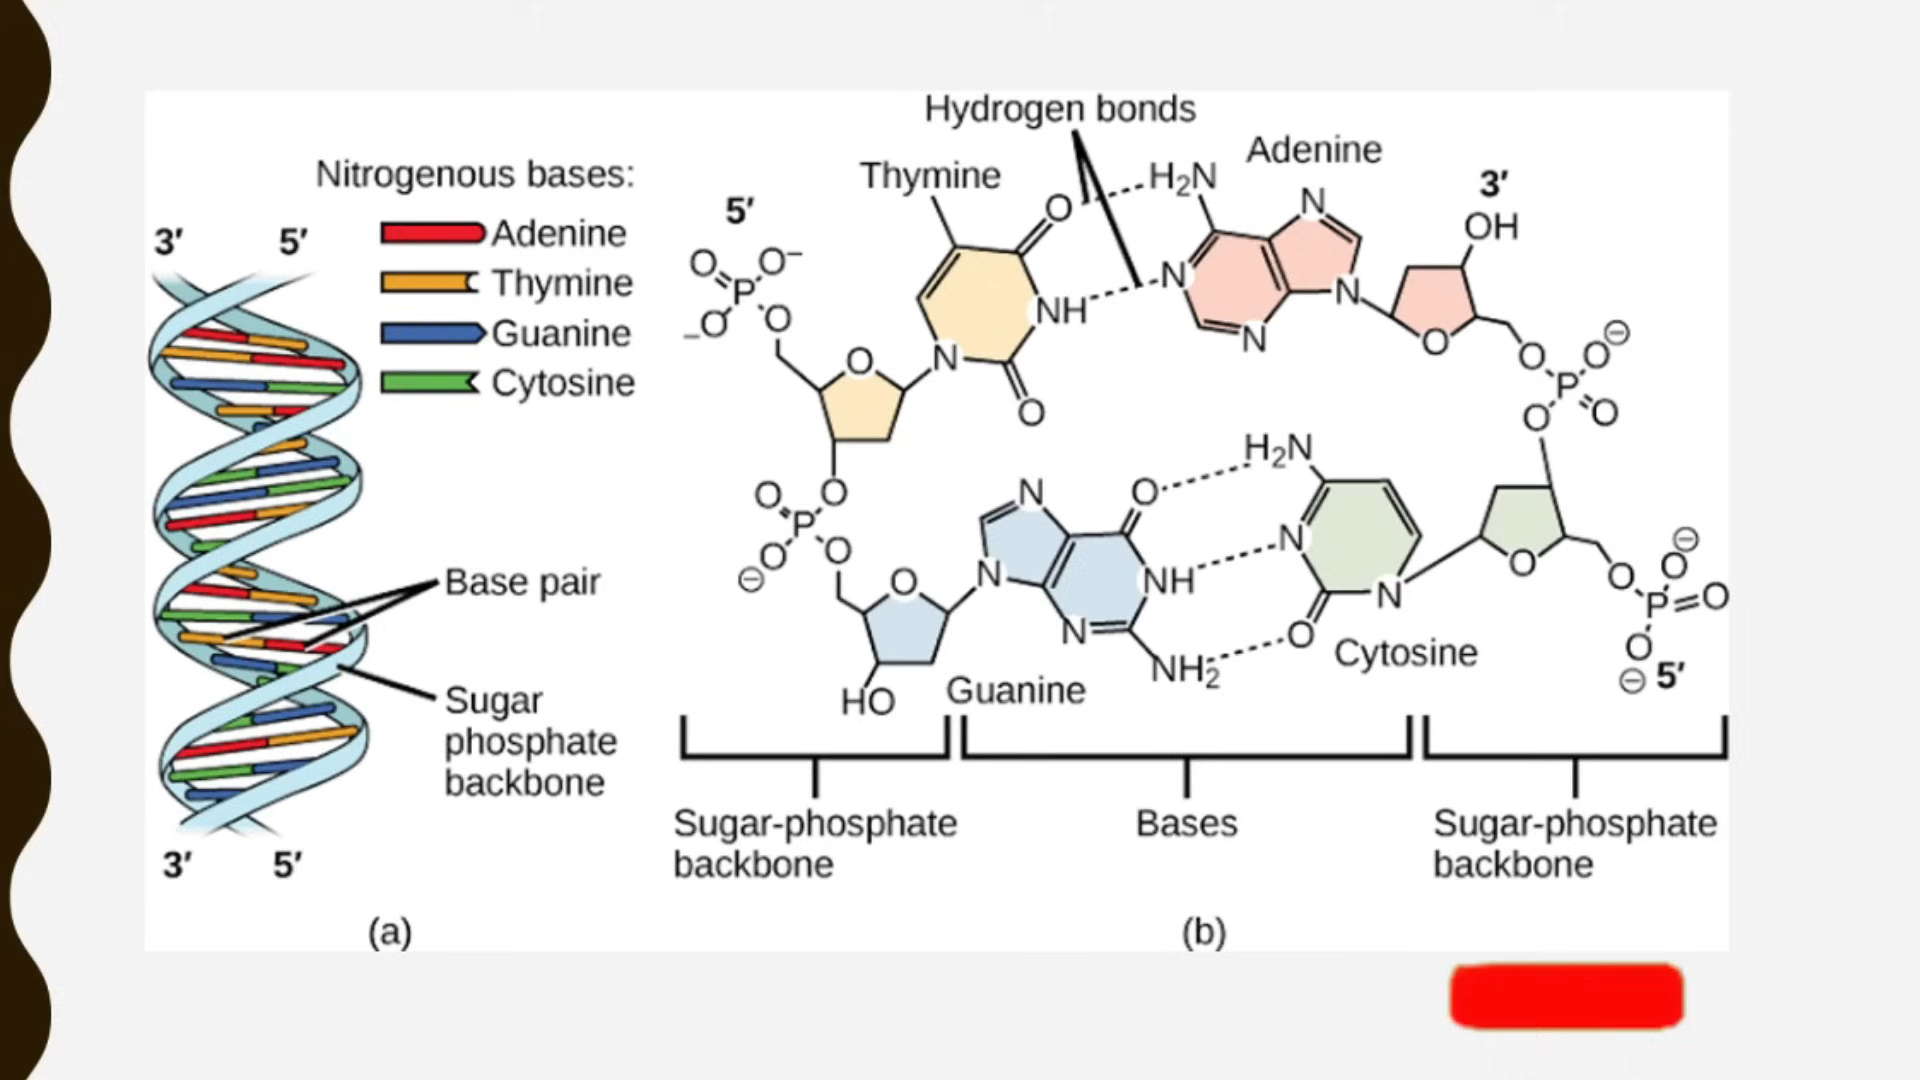 Nitrogenous bases:
Adenine
Thymine
Guanine
Cytosine
3′ 5′
Base pair
Sugar
phosphate
backbone
3′ 5′
(a)
Hydrogen bonds
Thymine
Adenine
5′
3′
O
H₂N
N
OH
O O⁻
P
⁻O O
N
NH
N
N
O
N
O
O
O
O⊖
P
O
O
H₂N
O
N
O
O
P
O O
⊖
N
NH
N
O
N
N
O
O
⊖
O
P O
O
⊖ 5′
N
O
NH₂
HO
Guanine
Cytosine
Sugar-phosphate
backbone
Bases
Sugar-phosphate
backbone
(b)